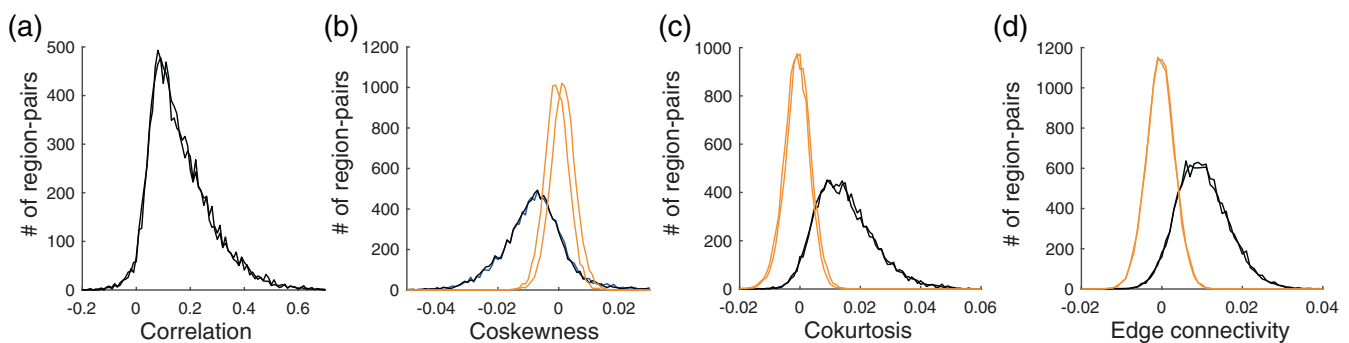 (a)
# of region-pairs
500
400
300
200
100
0
-0.2 0 0.2 0.4 0.6
Correlation
(b)
# of region-pairs
1200
1000
800
600
400
200
0
-0.04 -0.02 0 0.02
Coskewness
(c)
# of region-pairs
1000
800
600
400
200
0
-0.02 0 0.02 0.04 0.06
Cokurtosis
(d)
# of region-pairs
1200
1000
800
600
400
200
0
-0.02 0 0.02 0.04
Edge connectivity